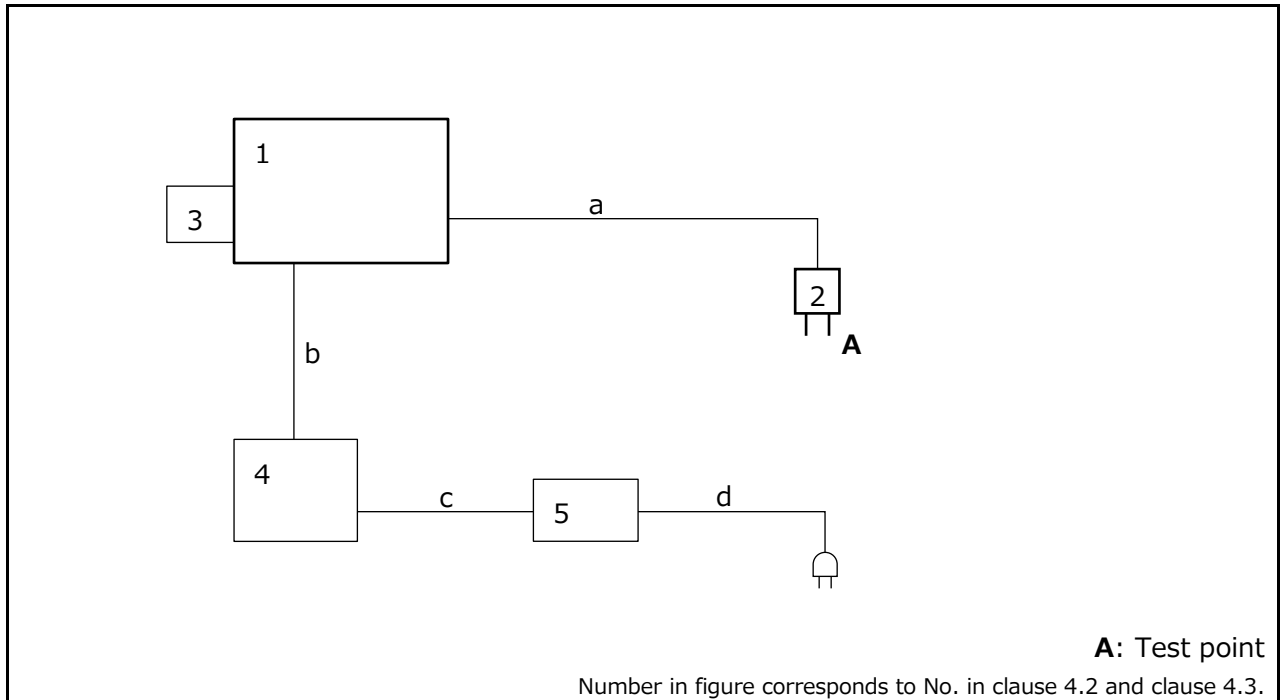 1
3
a
2
A
b
4
c
5
d
A: Test point
Number in figure corresponds to No. in clause 4.2 and clause 4.3.